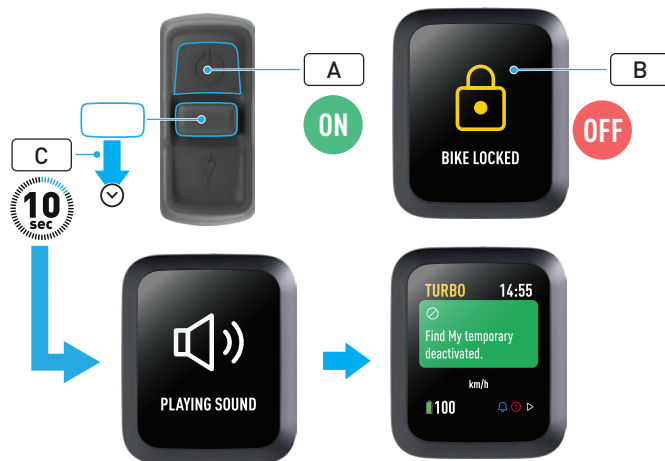 A
ON
B
OFF
BIKE LOCKED
C
10
sec
PLAYING SOUND
TURBO 14:55
Find My temporary
deactivated.
km/h
100